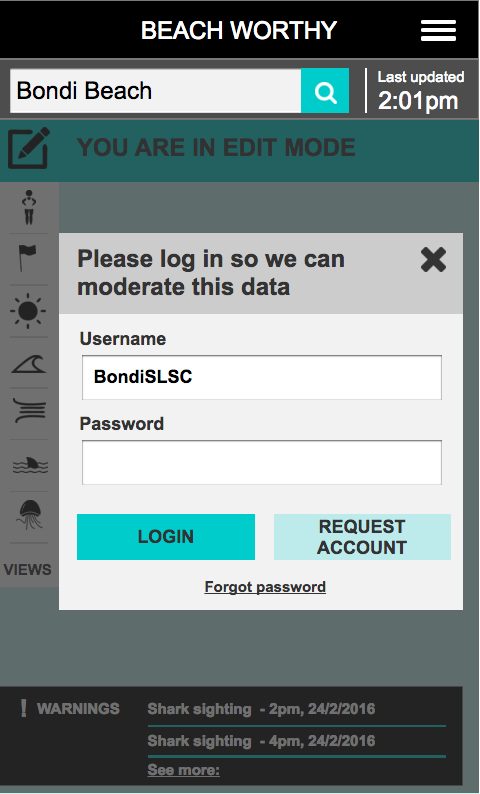 BEACH WORTHY
Bondi Beach
Last updated
2:01pm
YOU ARE IN EDIT MODE
Please log in so we can
moderate this data
Username
BondiSLSC
Password
LOGIN
REQUEST
ACCOUNT
Forgot password
VIEWS
! WARNINGS
Shark sighting - 2pm, 24/2/2016
Shark sighting - 4pm, 24/2/2016
See more: